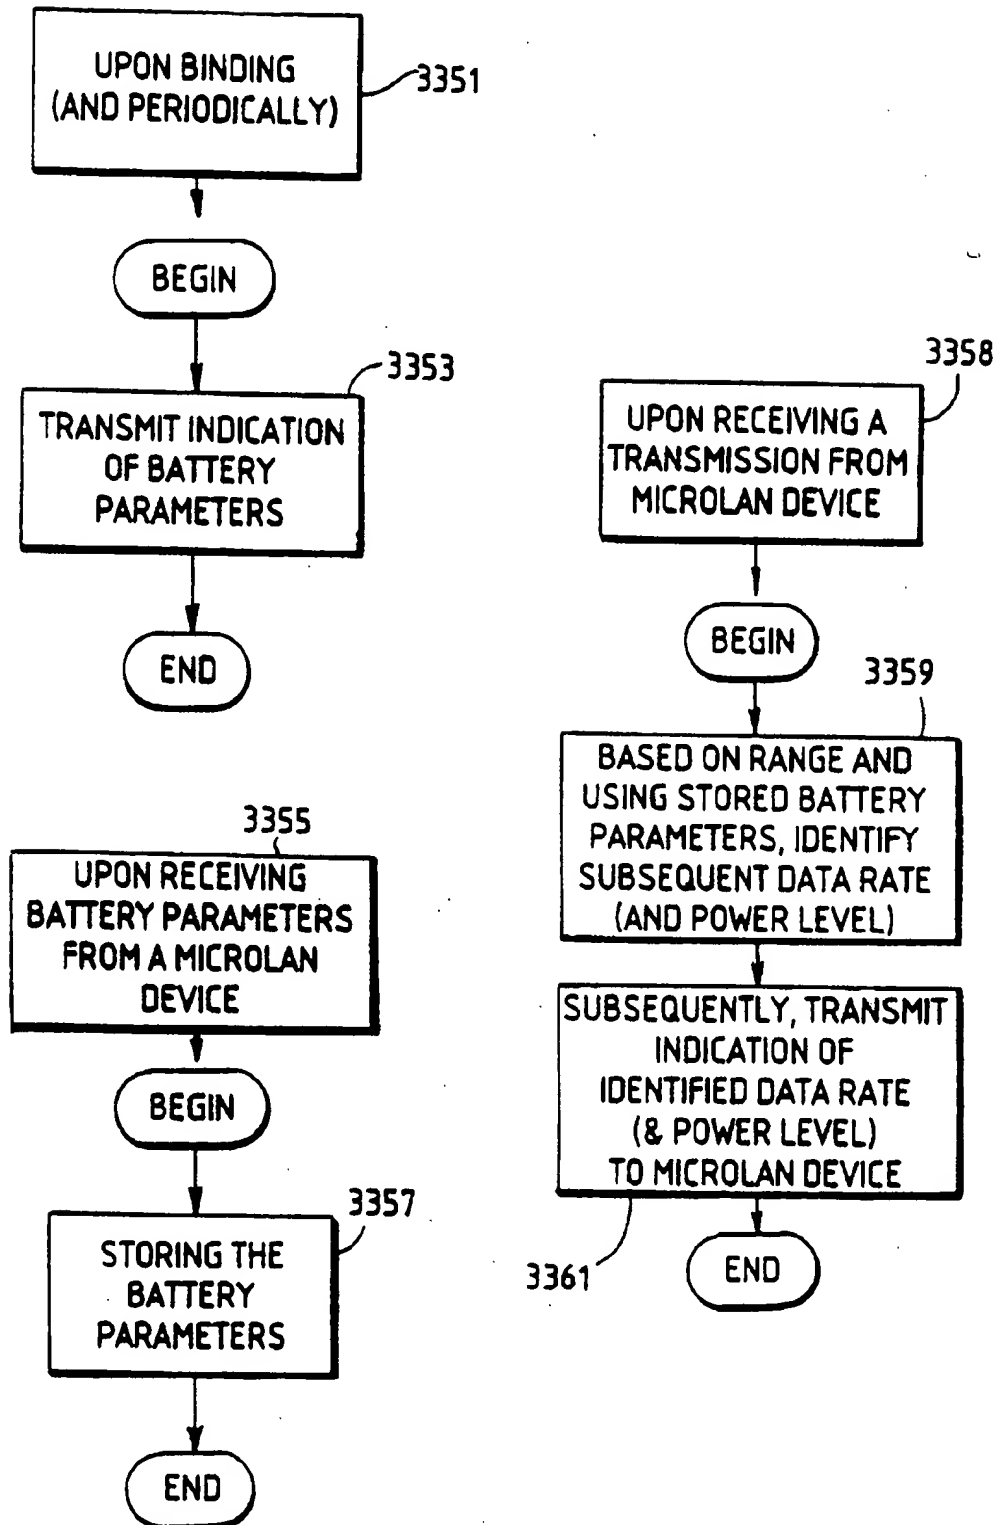 UPON BINDING
(AND PERIODICALLY)
3351
BEGIN
3353
TRANSMIT INDICATION
OF BATTERY
PARAMETERS
END
3355
UPON RECEIVING
BATTERY PARAMETERS
FROM A MICROLAN
DEVICE
BEGIN
3357
STORING THE
BATTERY
PARAMETERS
END
3358
UPON RECEIVING A
TRANSMISSION FROM
MICROLAN DEVICE
BEGIN
3359
BASED ON RANGE AND
USING STORED BATTERY
PARAMETERS, IDENTIFY
SUBSEQUENT DATA RATE
(AND POWER LEVEL)
SUBSEQUENTLY, TRANSMIT
INDICATION OF
IDENTIFIED DATA RATE
(& POWER LEVEL)
TO MICROLAN DEVICE
3361
END